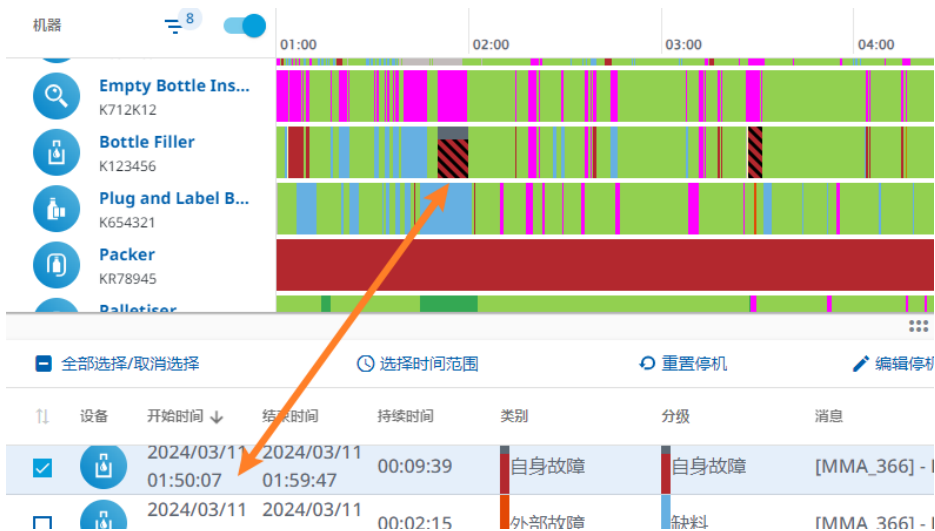 机器
8
01:00 02:00 03:00 04:00
Empty Bottle Ins...
K712K12
Bottle Filler
K123456
Plug and Label B...
K654321
Packer
KR78945
Palletiser
全部选择/取消选择 选择时间范围 重置停机 编辑停机
设备 开始时间 结束时间 持续时间 类别 分级 消息
2024/03/11 2024/03/11
01:50:07 01:59:47 00:09:39 自身故障 自身故障 [MMA_366] -
2024/03/11 2024/03/11
00:02:15 外部故障 缺料 [MMA_366] -